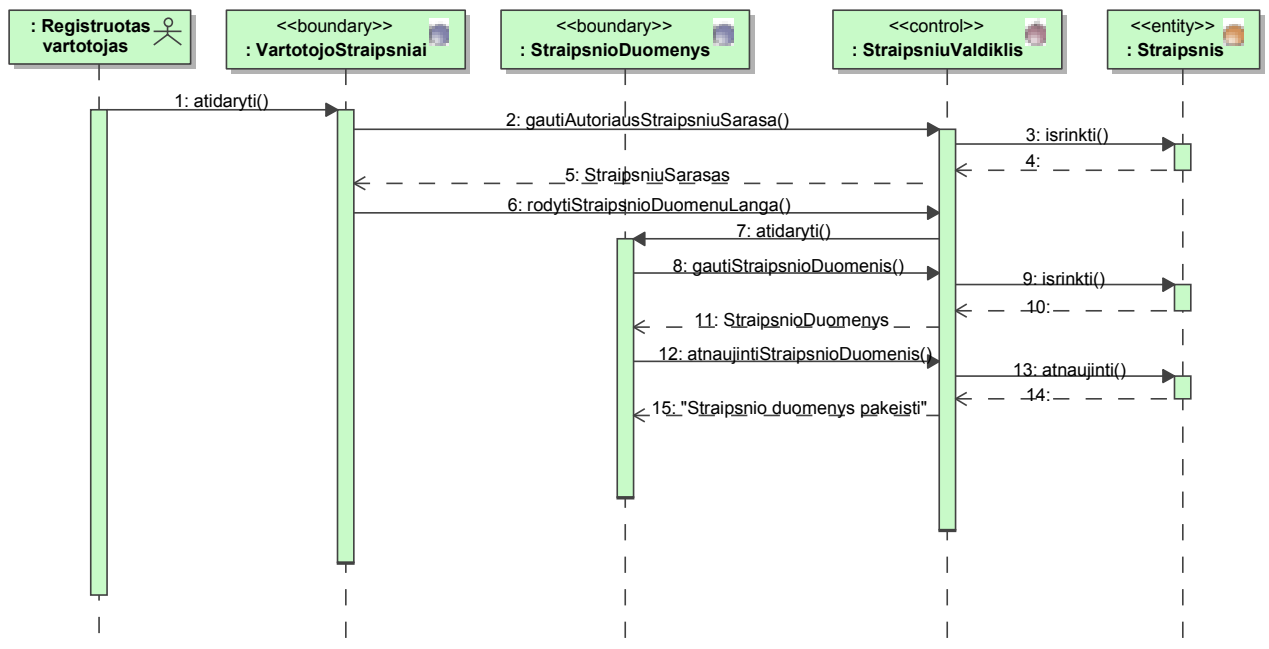 : Registruotas
vartotojas
<<boundary>>
: VartotojoStraipsniai
<<boundary>>
: StraipsnioDuomenys
<<control>>
: StraipsniuValdiklis
<<entity>>
: Straipsnis
1: atidaryti()
2: gautiAutoriausStraipsniuSarasa()
3: isrinkti()
4:
5: StraipsniuSarasas
6: rodytiStraipsnioDuomenuLanga()
7: atidaryti()
8: gautiStraipsnioDuomenis()
9: isrinkti()
10:
11: StraipsnioDuomenys
12: atnaujintiStraipsnioDuomenis()
13: atnaujinti()
14:
15: "Straipsnio duomenys pakeisti"